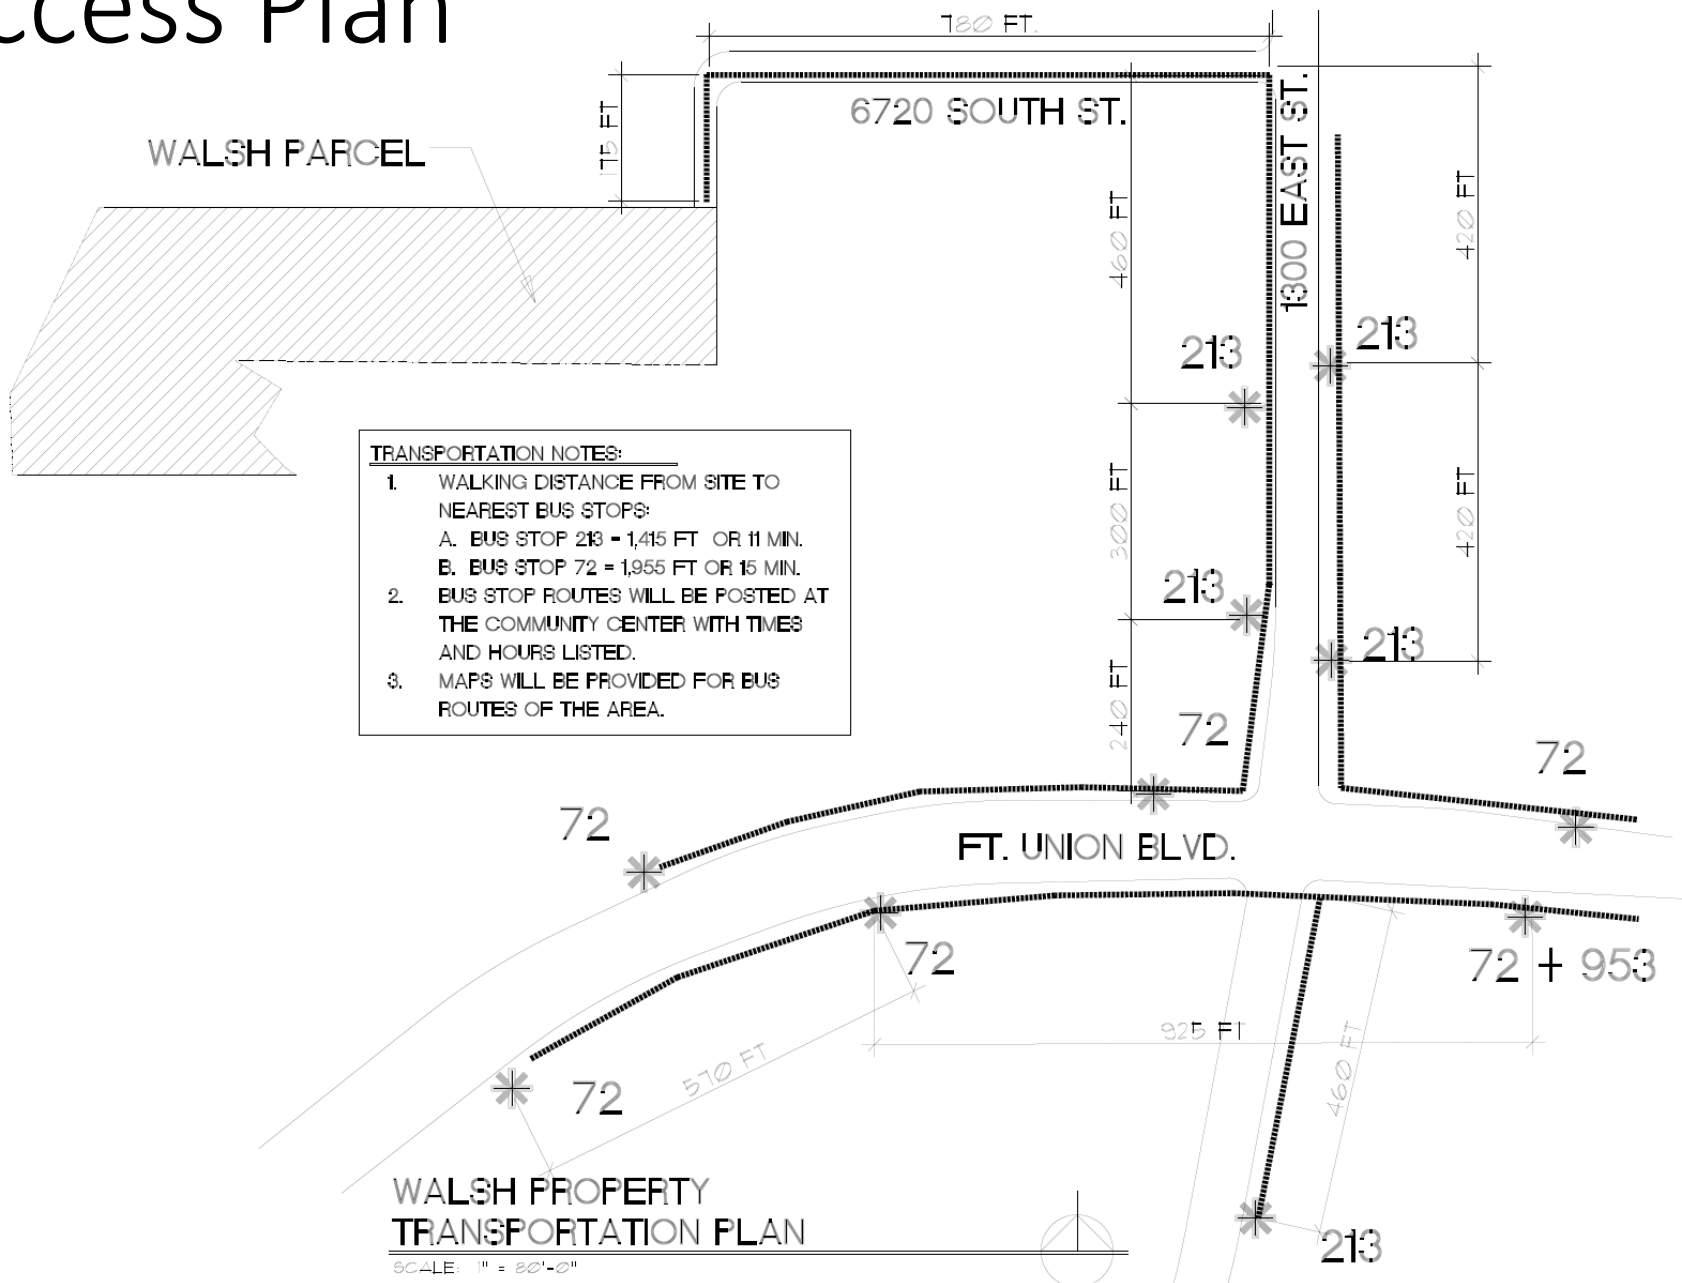 ccess Plan
780 FT.
6720 SOUTH ST.
175 FT
WALSH PARCEL
1300 EAST ST.
460 FT
420 FT
213
213
TRANSPORTATION NOTES:
1. WALKING DISTANCE FROM SITE TO
NEAREST BUS STOPS:
A. BUS STOP 213 = 1,415 FT OR 11 MIN.
B. BUS STOP 72 = 1,955 FT OR 15 MIN.
2. BUS STOP ROUTES WILL BE POSTED AT
THE COMMUNITY CENTER WITH TIMES
AND HOURS LISTED.
3. MAPS WILL BE PROVIDED FOR BUS
ROUTES OF THE AREA.
300 FT
420 FT
213
213
240 FT
72
72
72
FT. UNION BLVD.
72
72 + 953
925 FT
570 FT
460 FT
72
WALSH PROPERTY
TRANSPORTATION PLAN
SCALE: 1" = 80'-0"
213